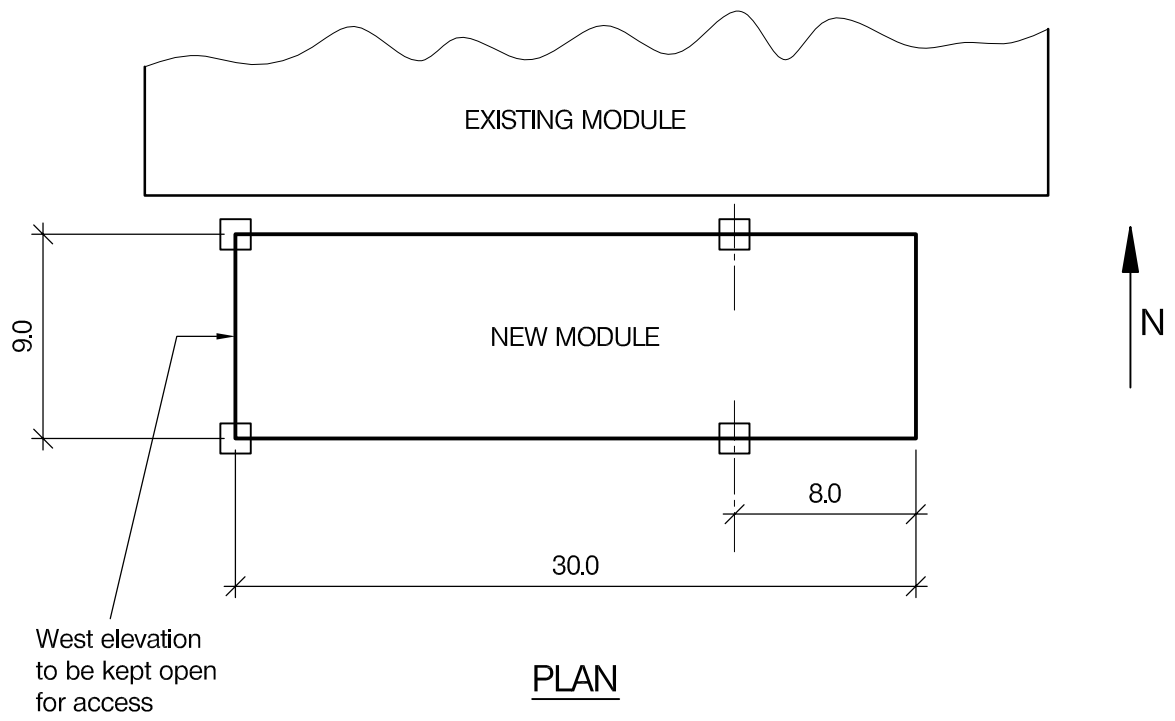 EXISTING MODULE
NEW MODULE
N
9.0
8.0
30.0
West elevation
to be kept open
for access
PLAN